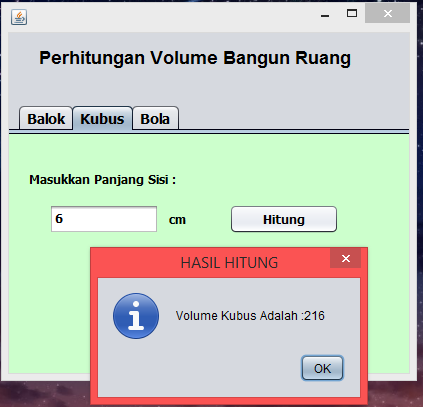 Perhitungan Volume Bangun Ruang
Balok Kubus Bola
Masukkan Panjang Sisi :
6 cm Hitung
HASIL HITUNG
Volume Kubus Adalah :216
OK